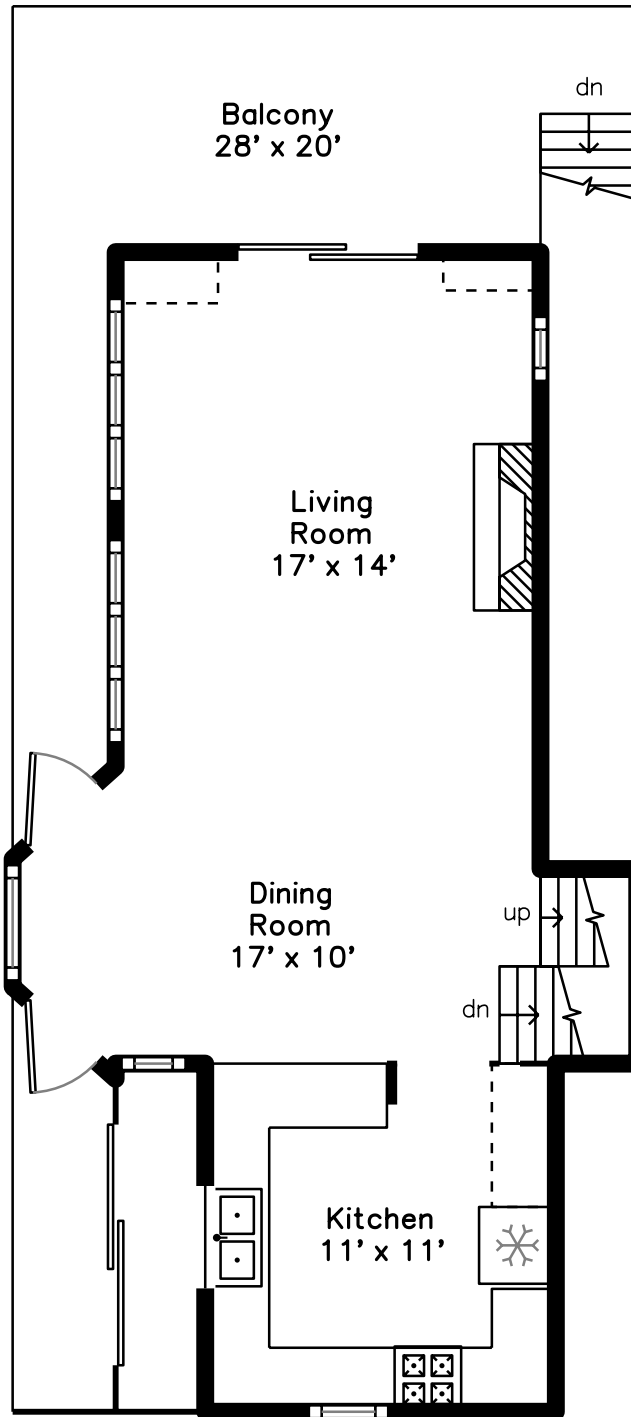 dn
Balcony
28' x 20'
Living
Room
17' x 14'
Dining
Room
17' x 10'
up
dn
Kitchen
11' x 11'